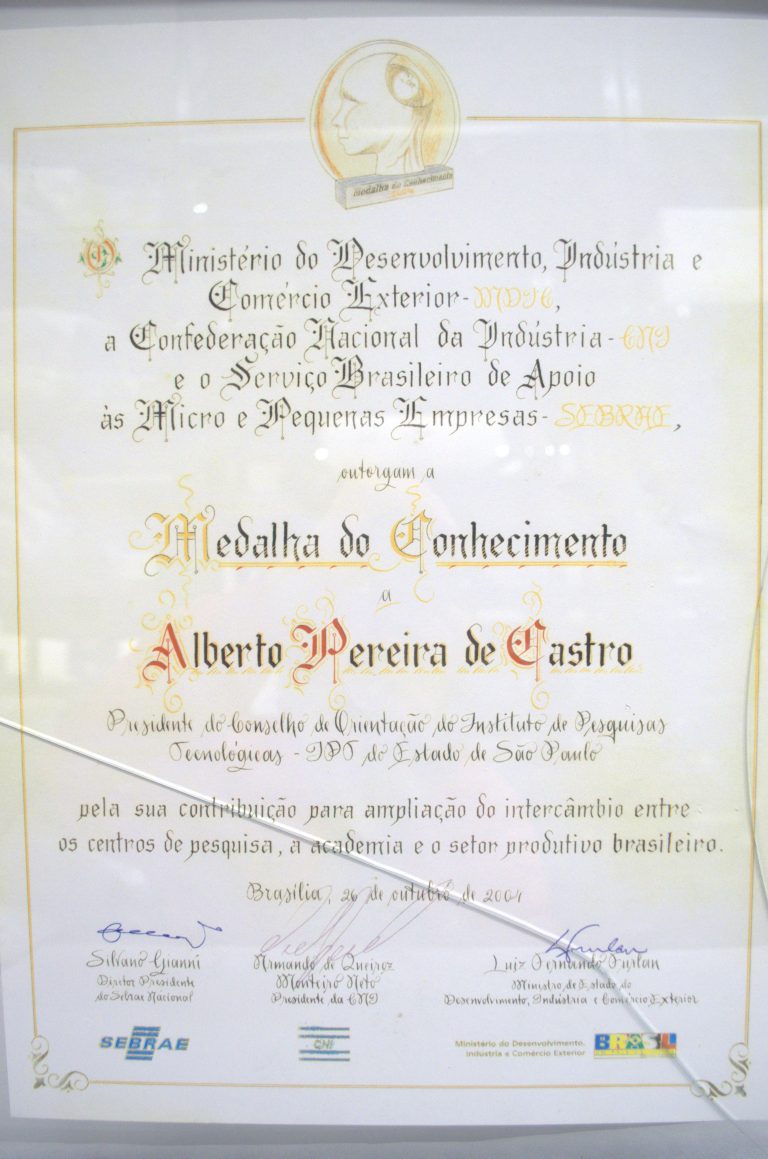 Medalha do Conhecimento
O Ministério do Desenvolvimento, Indústria e
Comércio Exterior-MDIC,
a Confederação Nacional da Indústria-CNI
e o Serviço Brasileiro de Apoio
às Micro e Pequenas Empresas-SEBRAE,
outorgam a
Medalha do Conhecimento
a
Alberto Pereira de Castro
Presidente do Conselho de Orientação do Instituto de Pesquisas
Tecnológicas - IPT do Estado de São Paulo
pela sua contribuição para ampliação do intercâmbio entre
os centros de pesquisa, a academia e o setor produtivo brasileiro.
Brasília, 26 de outubro de 2004
Silvano Gianni
Diretor Presidente
do Sebrae Nacional
Armando de Queiroz
Monteiro Neto
Presidente da CNI
Luiz Fernando Furlan
Ministro de Estado do
Desenvolvimento, Indústria e Comércio Exterior
SEBRAE
CNI
Ministério do Desenvolvimento,
Indústria e Comércio Exterior
BRASIL